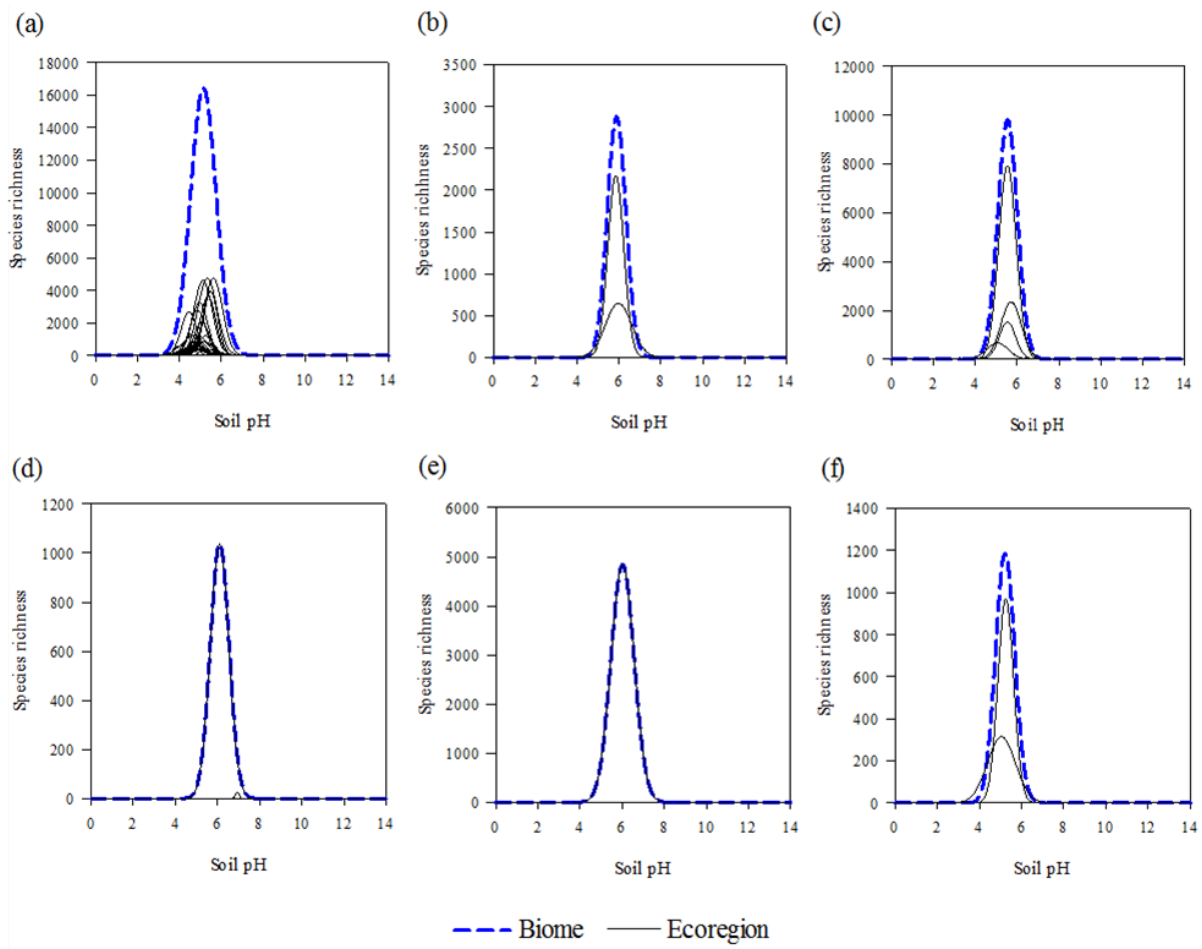 (a)
18000
16000
14000
12000
10000
8000
6000
4000
2000
0
Species richness
0 2 4 6 8 10 12 14
Soil pH
(b)
3500
3000
2500
2000
1500
1000
500
0
Species richhness
0 2 4 6 8 10 12 14
Soil pH
(c)
12000
10000
8000
6000
4000
2000
0
Species richness
0 2 4 6 8 10 12 14
Soil pH
(d)
1200
1000
800
600
400
200
0
Species richness
0 2 4 6 8 10 12 14
Soil pH
(e)
6000
5000
4000
3000
2000
1000
0
Species richness
0 2 4 6 8 10 12 14
Soil pH
(f)
1400
1200
1000
800
600
400
200
0
Species richness
0 2 4 6 8 10 12 14
Soil pH
Biome Ecoregion